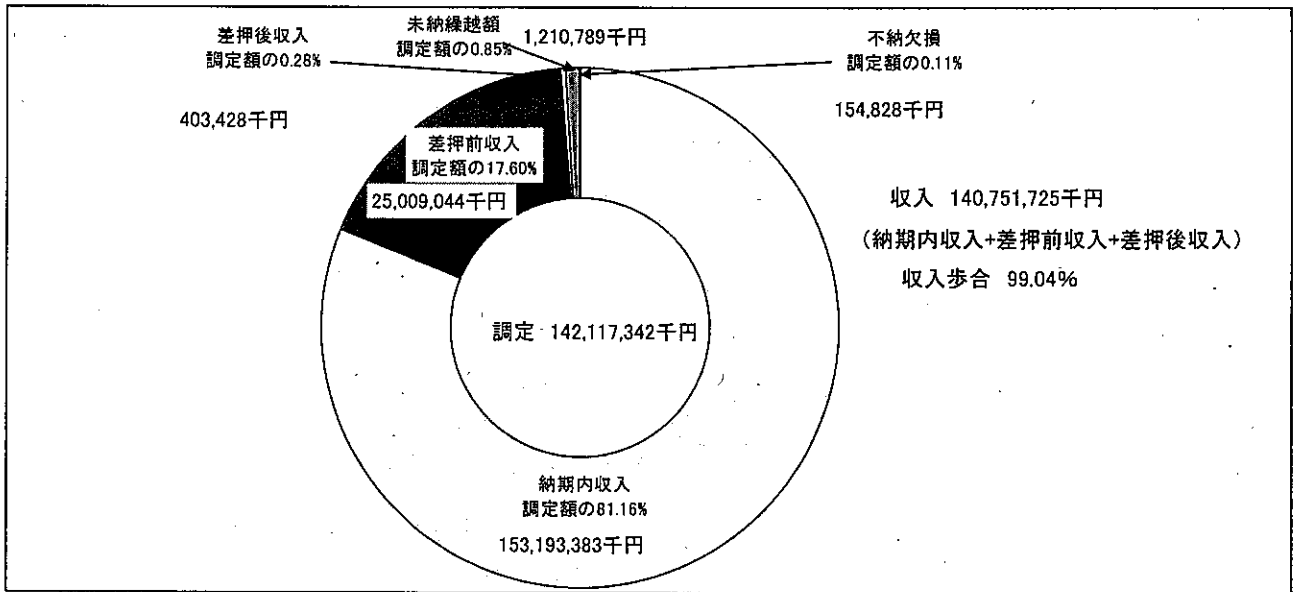 差押後収入
調定額の0.28%
403,428千円
未納繰越額
調定額の0.85%
1,210,789千円
不納欠損
調定額の0.11%
154,828千円
差押前収入
調定額の17.60%
25,009,044千円
収入 140,751,725千円
(納期内収入+差押前収入+差押後収入)
収入歩合 99.04%
調定 142,117,342千円
納期内収入
調定額の81.16%
153,193,383千円